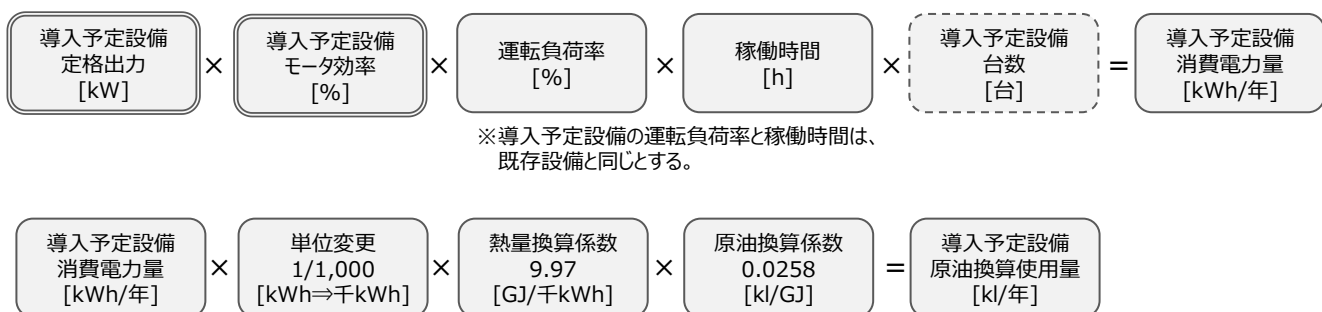 導入予定設備
定格出力
[kW]
×
導入予定設備
モータ効率
[%]
×
運転負荷率
[%]
×
稼働時間
[h]
×
導入予定設備
台数
[台]
=
導入予定設備
消費電力量
[kWh/年]
※導入予定設備の運転負荷率と稼働時間は、
既存設備と同じとする。
導入予定設備
消費電力量
[kWh/年]
×
単位変更
1/1,000
[kWh⇒千kWh]
×
熱量換算係数
9.97
[GJ/千kWh]
×
原油換算係数
0.0258
[kl/GJ]
=
導入予定設備
原油換算使用量
[kl/年]